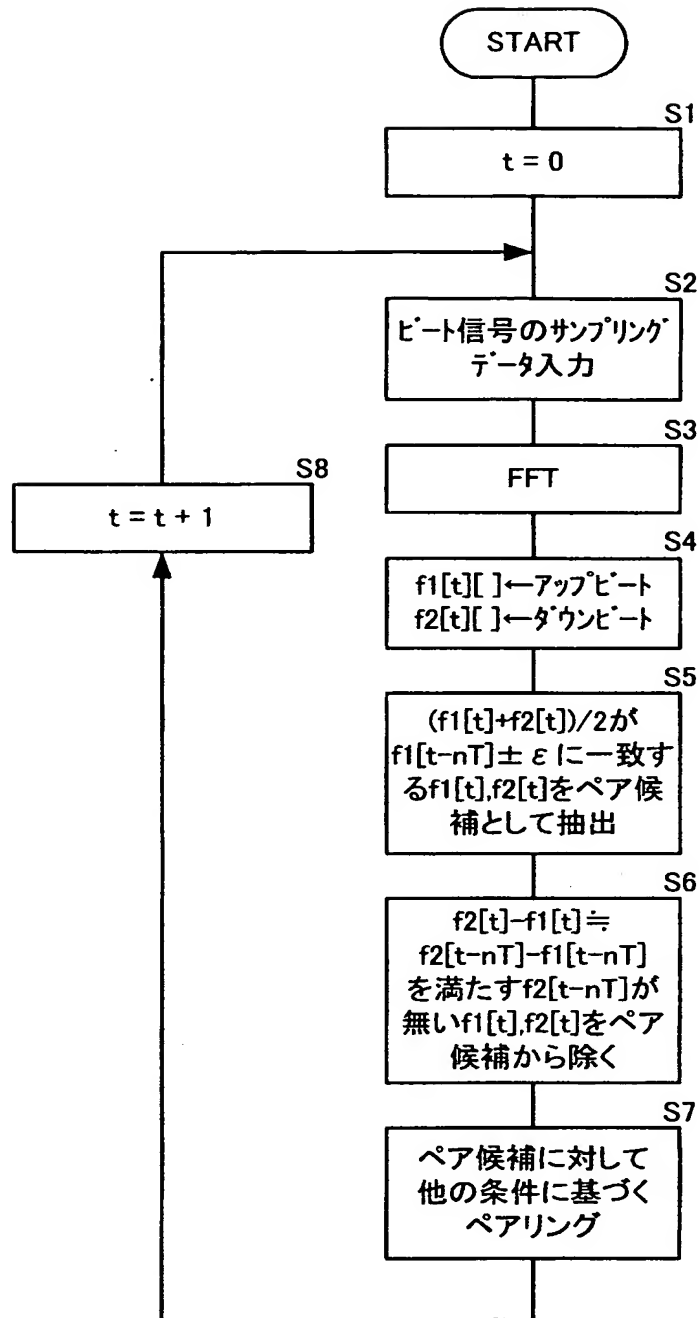 START
S1
t = 0
S2
ビート信号のサンプリング
データ入力
S3
FFT
S8
t = t + 1
S4
f1[t][ ]←アップビート
f2[t][ ]←ダウンビート
S5
(f1[t]+f2[t])/2が
f1[t-nT]± ε に一致す
るf1[t],f2[t]をペア候
補として抽出
S6
f2[t]-f1[t]≒
f2[t-nT]-f1[t-nT]
を満たすf2[t-nT]が
無いf1[t],f2[t]をペア
候補から除く
S7
ペア候補に対して
他の条件に基づく
ペアリング